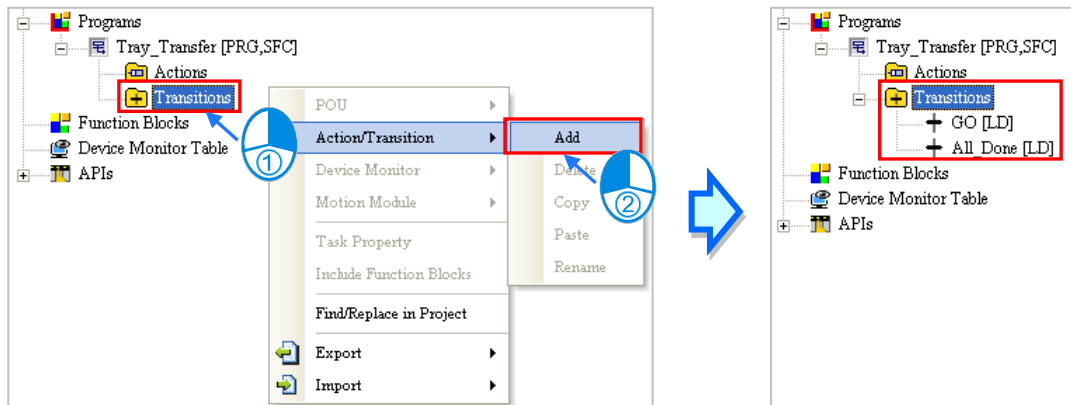 Programs
Tray_Transfer [PRG,SFC]
Actions
Transitions
Function Blocks
Device Monitor Table
APIs
POU
Action/Transition
Device Monitor
Motion Module
Task Property
Include Function Blocks
Find/Replace in Project
Export
Import
Add
Delete
Copy
Paste
Rename
1
2
Programs
Tray_Transfer [PRG,SFC]
Actions
Transitions
GO [LD]
All_Done [LD]
Function Blocks
Device Monitor Table
APIs